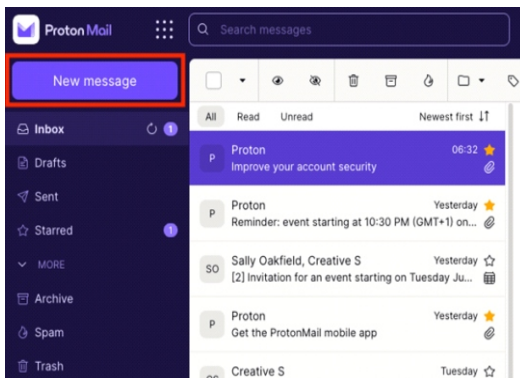 Proton Mail
Search messages
New message
Inbox
1
Drafts
Sent
Starred
1
MORE
Archive
Spam
Trash
All Read Unread Newest first
P
Proton 06:32
Improve your account security
P
Proton Yesterday
Reminder: event starting at 10:30 PM (GMT+1) on...
SO
Sally Oakfield, Creative S Yesterday
[2] Invitation for an event starting on Tuesday Ju...
P
Proton Yesterday
Get the ProtonMail mobile app
Creative S Tuesday